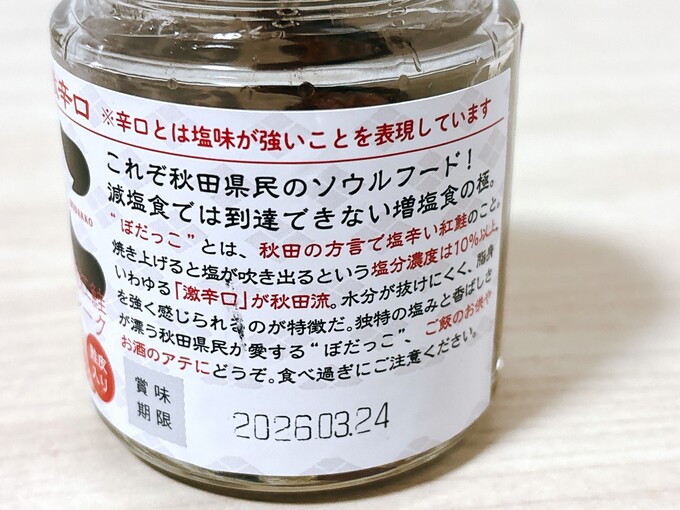 辛口 ※辛口とは塩味が強いことを表現しています
これぞ秋田県民のソウルフード!
減塩食では到達できない増塩食の極。
“ぼだっこ”とは、秋田の方言で塩辛い紅鮭のこと。
焼き上げると塩が吹き出るという塩分濃度は10%以上。
いわゆる「激辛口」が秋田流。水分が抜けにくく、脂身
を強く感じられるのが特徴だ。独特の塩みと香ばしさ
が漂う秋田県民が愛する“ぼだっこ”、ご飯のお供や
お酒のアテにどうぞ。食べ過ぎにご注意ください。
鮭皮
入り
賞味
期限
2026.03.24